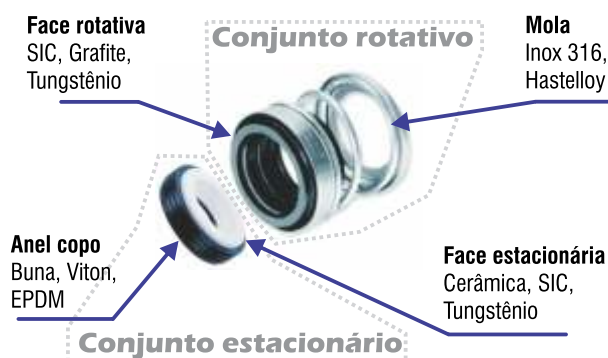 Face rotativa
SIC, Grafite,
Tungstênio
Conjunto rotativo
Mola
Inox 316,
Hastelloy
Anel copo
Buna, Viton,
EPDM
Face estacionária
Cerâmica, SIC,
Tungstênio
Conjunto estacionário